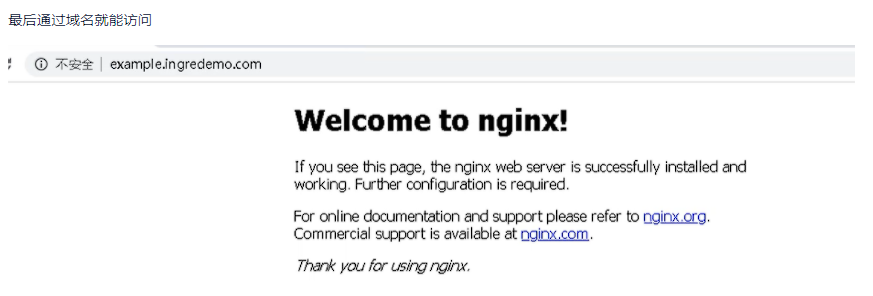 最后通过域名就能访问
不安全 | example.ingredemo.com
Welcome to nginx!
If you see this page, the nginx web server is successfully installed and
working. Further configuration is required.
For online documentation and support please refer to nginx.org.
Commercial support is available at nginx.com.
Thank you for using nginx.